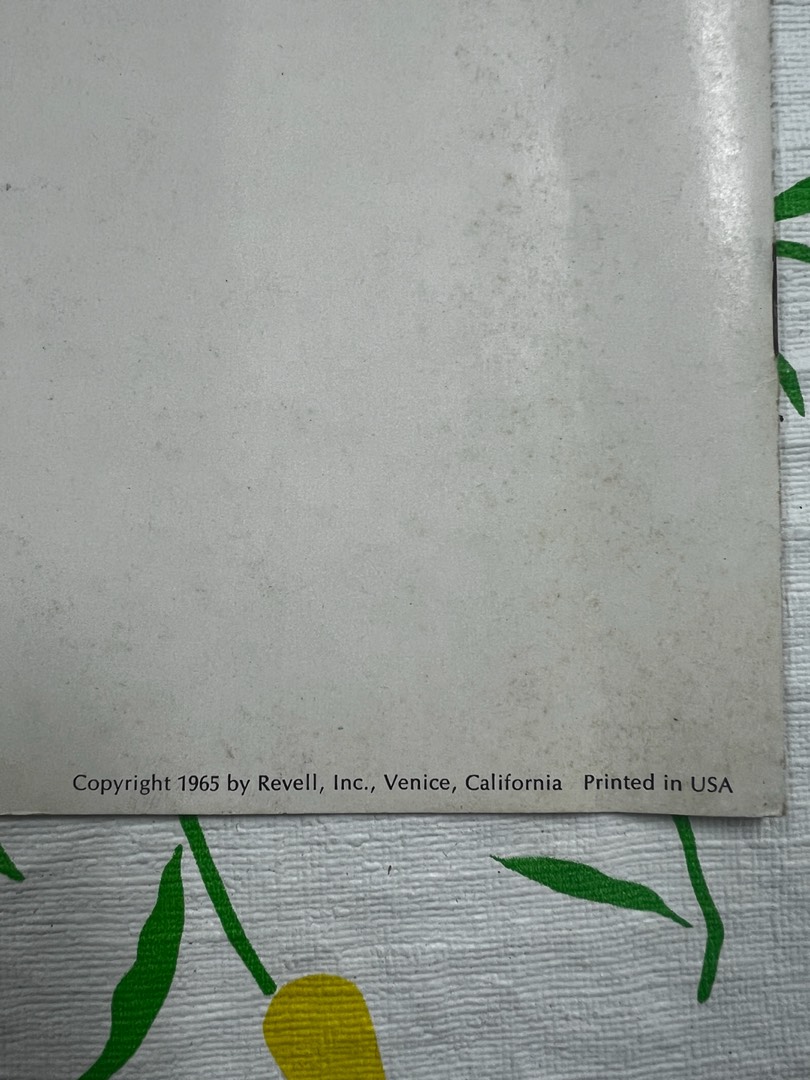 Copyright 1965 by Revell, Inc., Venice, California   Printed in USA